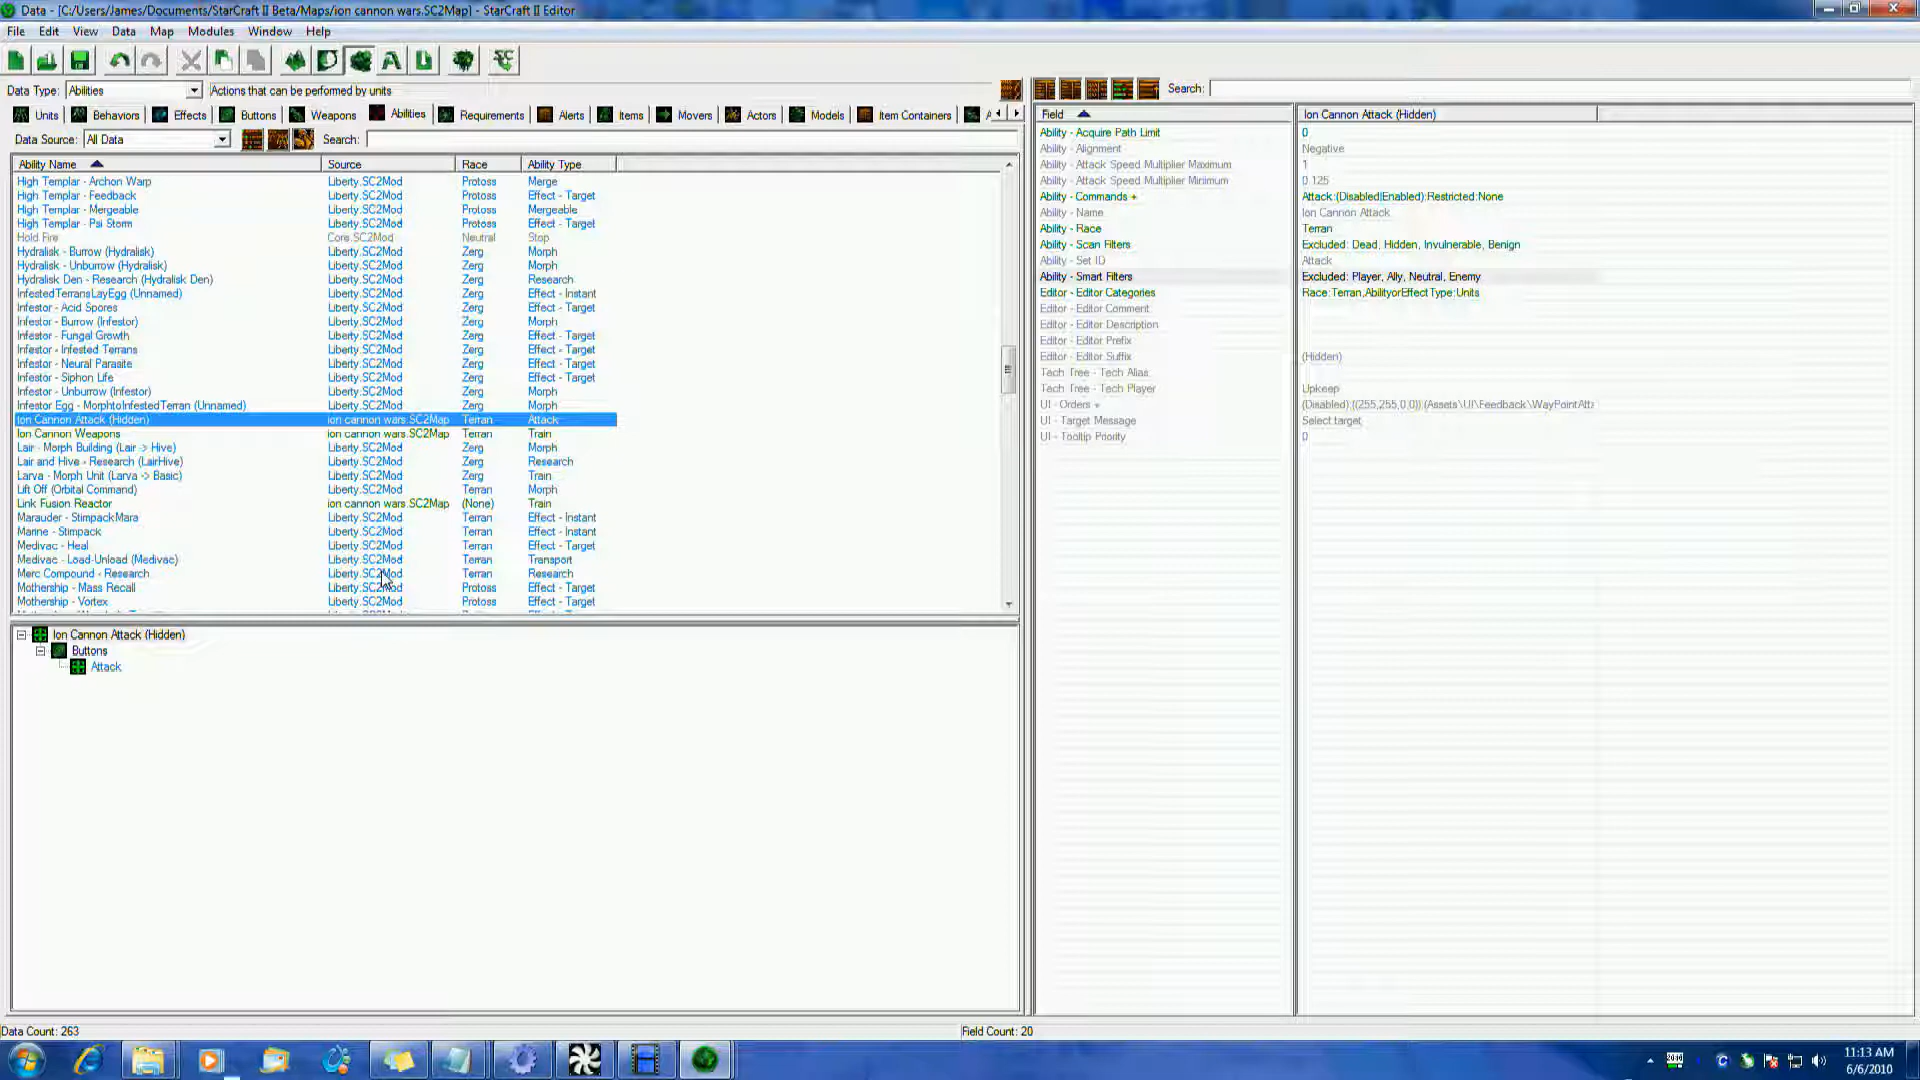 Data - [C:/Users/James/Documents/StarCraft II Beta/Maps/ion cannon wars.SC2Map] - StarCraft II Editor
File Edit View Data Map Modules Window Help
Data Type: Abilities Actions that can be performed by units
Search:
Units Behaviors Effects Buttons Weapons Abilities Requirements Alerts Items Movers Actors Models Item Containers
Data Source: All Data Search:
Ability Name Source Race Ability Type
High Templar - Archon Warp Liberty.SC2Mod Protoss Merge
High Templar - Feedback Liberty.SC2Mod Protoss Effect - Target
High Templar - Mergeable Liberty.SC2Mod Protoss Mergeable
High Templar - Psi Storm Liberty.SC2Mod Protoss Effect - Target
Hold Fire Core.SC2Mod Neutral Stop
Hydralisk - Burrow (Hydralisk) Liberty.SC2Mod Zerg Morph
Hydralisk - Unburrow (Hydralisk) Liberty.SC2Mod Zerg Morph
Hydralisk Den - Research (Hydralisk Den) Liberty.SC2Mod Zerg Research
InfestedTerransLayEgg (Unnamed) Liberty.SC2Mod Zerg Effect - Instant
Infestor - Acid Spores Liberty.SC2Mod Zerg Effect - Target
Infestor - Burrow (Infestor) Liberty.SC2Mod Zerg Morph
Infestor - Fungal Growth Liberty.SC2Mod Zerg Effect - Target
Infestor - Infested Terrans Liberty.SC2Mod Zerg Effect - Target
Infestor - Neural Parasite Liberty.SC2Mod Zerg Effect - Target
Infestor - Siphon Life Liberty.SC2Mod Zerg Effect - Target
Infestor - Unburrow (Infestor) Liberty.SC2Mod Zerg Morph
Infestor Egg - MorphtoInfestedTerran (Unnamed) Liberty.SC2Mod Zerg Morph
Ion Cannon Attack (Hidden) ion cannon wars.SC2Map Terran Attack
Ion Cannon Weapons ion cannon wars.SC2Map Terran Train
Lair - Morph Building (Lair -> Hive) Liberty.SC2Mod Zerg Morph
Lair and Hive - Research (LairHive) Liberty.SC2Mod Zerg Research
Larva - Morph Unit (Larva -> Basic) Liberty.SC2Mod Zerg Train
Lift Off (Orbital Command) Liberty.SC2Mod Terran Morph
Link Fusion Reactor ion cannon wars.SC2Map (None) Train
Marauder - StimpackMara Liberty.SC2Mod Terran Effect - Instant
Marine - Stimpack Liberty.SC2Mod Terran Effect - Instant
Medivac - Heal Liberty.SC2Mod Terran Effect - Target
Medivac - Load-Unload (Medivac) Liberty.SC2Mod Terran Transport
Merc Compound - Research Liberty.SC2Mod Terran Research
Mothership - Mass Recall Liberty.SC2Mod Protoss Effect - Target
Mothership - Vortex Liberty.SC2Mod Protoss Effect - Target
Ion Cannon Attack (Hidden)
Buttons
Attack
Field Ion Cannon Attack (Hidden)
Ability - Acquire Path Limit 0
Ability - Alignment Negative
Ability - Attack Speed Multiplier Maximum 1
Ability - Attack Speed Multiplier Minimum 0.125
Ability - Commands + Attack:(Disabled|Enabled):Restricted:None
Ability - Name Ion Cannon Attack
Ability - Race Terran
Ability - Scan Filters Excluded: Dead, Hidden, Invulnerable, Benign
Ability - Set ID Attack
Ability - Smart Filters Excluded: Player, Ally, Neutral, Enemy
Editor - Editor Categories Race:Terran,AbilityorEffectType:Units
Editor - Editor Comment
Editor - Editor Description
Editor - Editor Prefix
Editor - Editor Suffix (Hidden)
Tech Tree - Tech Alias
Tech Tree - Tech Player Upkeep
UI - Orders + (Disabled):((255,255,0,0)):(Assets\UI\Feedback\WayPointAtta
UI - Target Message Select target
UI - Tooltip Priority 0
Data Count: 263 Field Count: 20
11:13 AM
6/6/2010